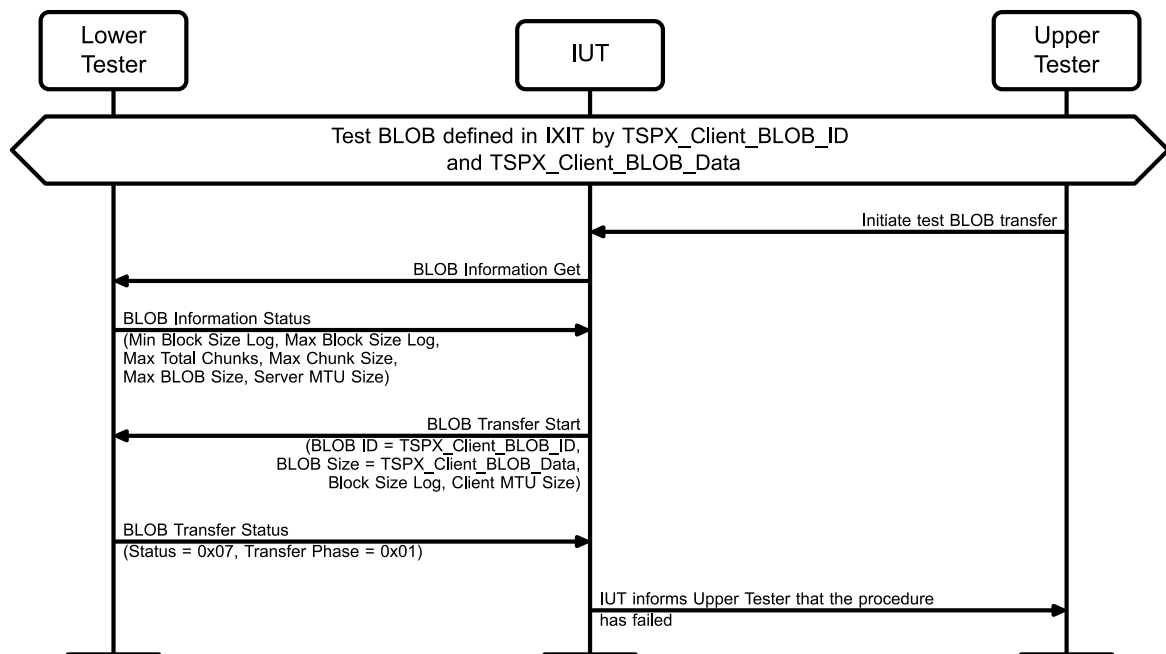 Lower
Tester
IUT
Upper
Tester
Test BLOB defined in IXIT by TSPX_Client_BLOB_ID
and TSPX_Client_BLOB_Data
Initiate test BLOB transfer
BLOB Information Get
BLOB Information Status
(Min Block Size Log, Max Block Size Log,
Max Total Chunks, Max Chunk Size,
Max BLOB Size, Server MTU Size)
BLOB Transfer Start
(BLOB ID = TSPX_Client_BLOB_ID,
BLOB Size = TSPX_Client_BLOB_Data,
Block Size Log, Client MTU Size)
BLOB Transfer Status
(Status = 0x07, Transfer Phase = 0x01)
IUT informs Upper Tester that the procedure
has failed